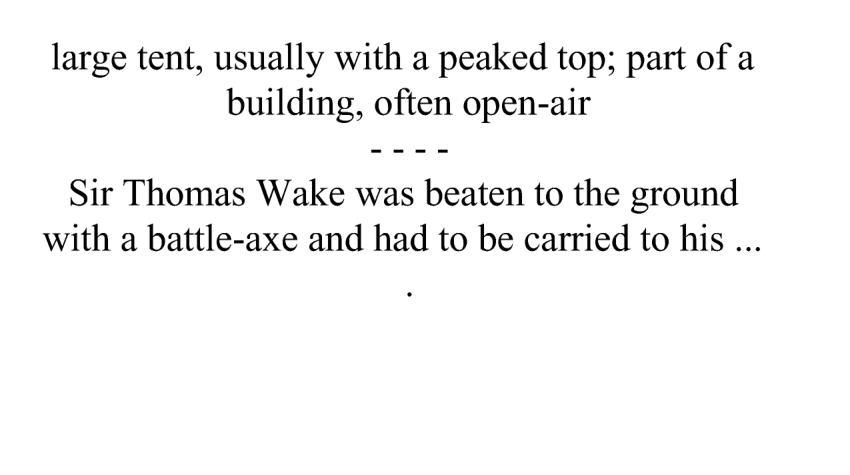 large tent, usually with a peaked top; part of a
building, often open-air
- - - -
Sir Thomas Wake was beaten to the ground
with a battle-axe and had to be carried to his ...
.